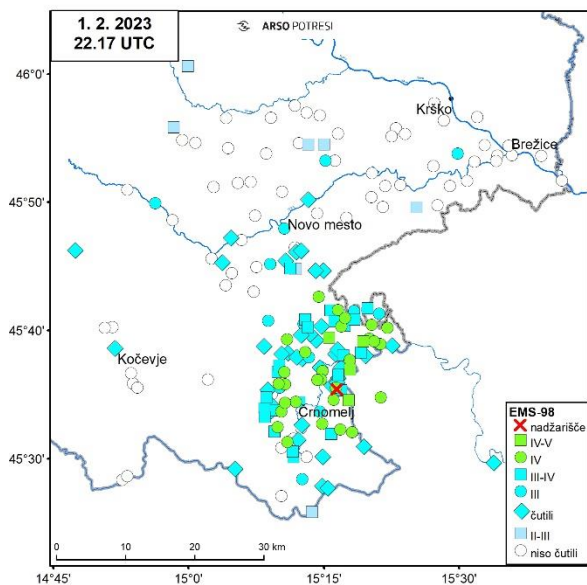 1. 2. 2023
22.17 UTC
ARSO POTRESI
46°0'
45°50'
45°40'
45°30'
Krško
Brežice
Novo mesto
Kočevje
Črnomelj
EMS-98
nadžarišče
IV-V
IV
III-IV
III
čutili
II-III
niso čutili
0 10 20 30 km
14°45' 15°0' 15°15' 15°30'